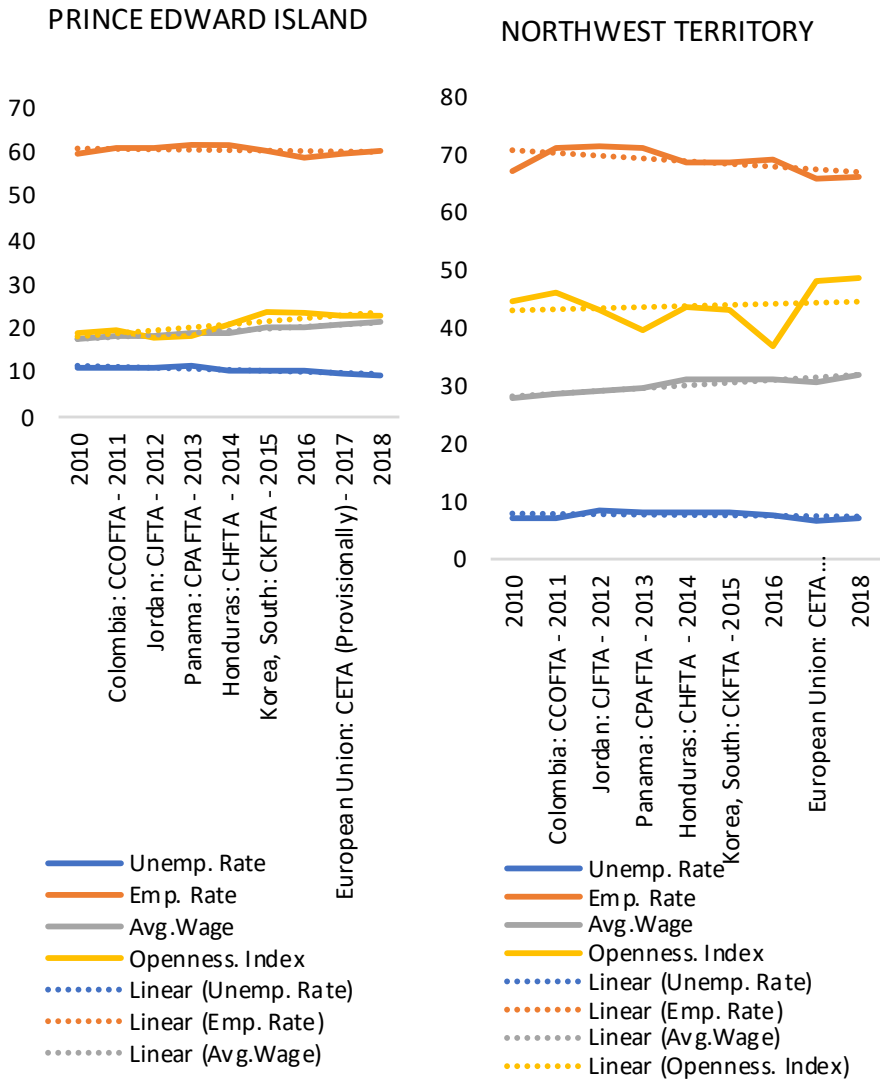 PRINCE EDWARD ISLAND
70
60
50
40
30
20
10
0
2010
Colombia: CCOFTA - 2011
Jordan: CJFTA - 2012
Panama: CPAFTA - 2013
Honduras: CHFTA - 2014
Korea, South: CKFTA - 2015
2016
European Union: CETA (Provisionally) - 2017
2018
Unemp. Rate
Emp. Rate
Avg.Wage
Openness. Index
Linear (Unemp. Rate)
Linear (Emp. Rate)
Linear (Avg.Wage)
NORTHWEST TERRITORY
80
70
60
50
40
30
20
10
0
2010
Colombia: CCOFTA - 2011
Jordan: CJFTA - 2012
Panama: CPAFTA - 2013
Honduras: CHFTA - 2014
Korea, South: CKFTA - 2015
2016
European Union: CETA…
2018
Unemp. Rate
Emp. Rate
Avg.Wage
Openness. Index
Linear (Unemp. Rate)
Linear (Emp. Rate)
Linear (Avg.Wage)
Linear (Openness. Index)